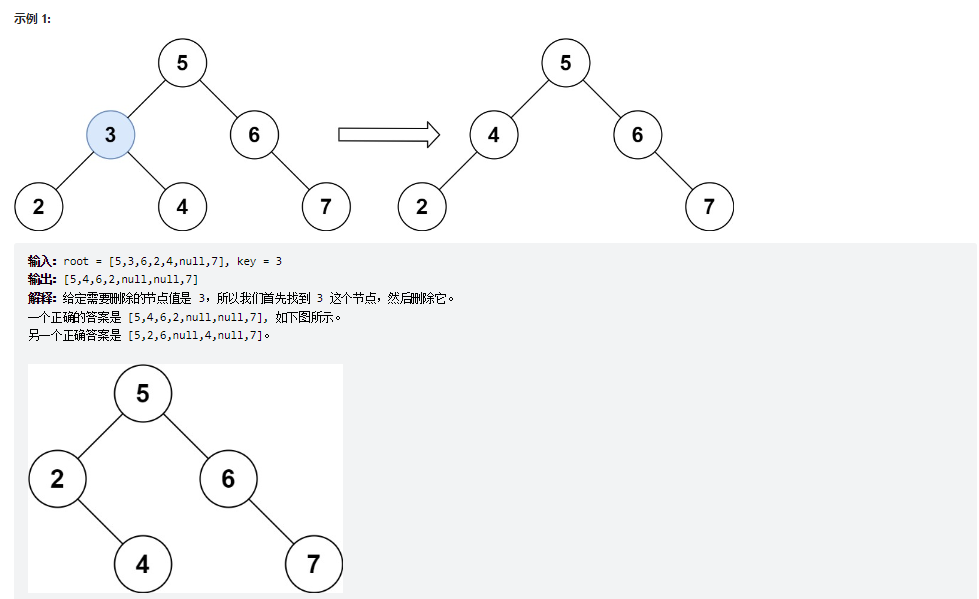 示例 1:
5
5
3
6
4
6
2
4
7
2
7
输入：root = [5,3,6,2,4,null,7], key = 3
输出：[5,4,6,2,null,null,7]
解释：给定需要删除的节点值是 3，所以我们首先找到 3 这个节点，然后删除它。
一个正确的答案是 [5,4,6,2,null,null,7], 如下图所示。
另一个正确答案是 [5,2,6,null,4,null,7]。
5
2
6
4
7